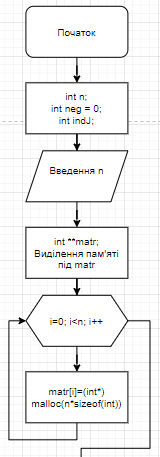 Початок
int n;
int neg = 0;
int indJ;
Введення n
int **matr;
Виділення пам'яті
під matr
i=0; i<n; i++
matr[i]=(int*)
malloc(n*sizeof(int))